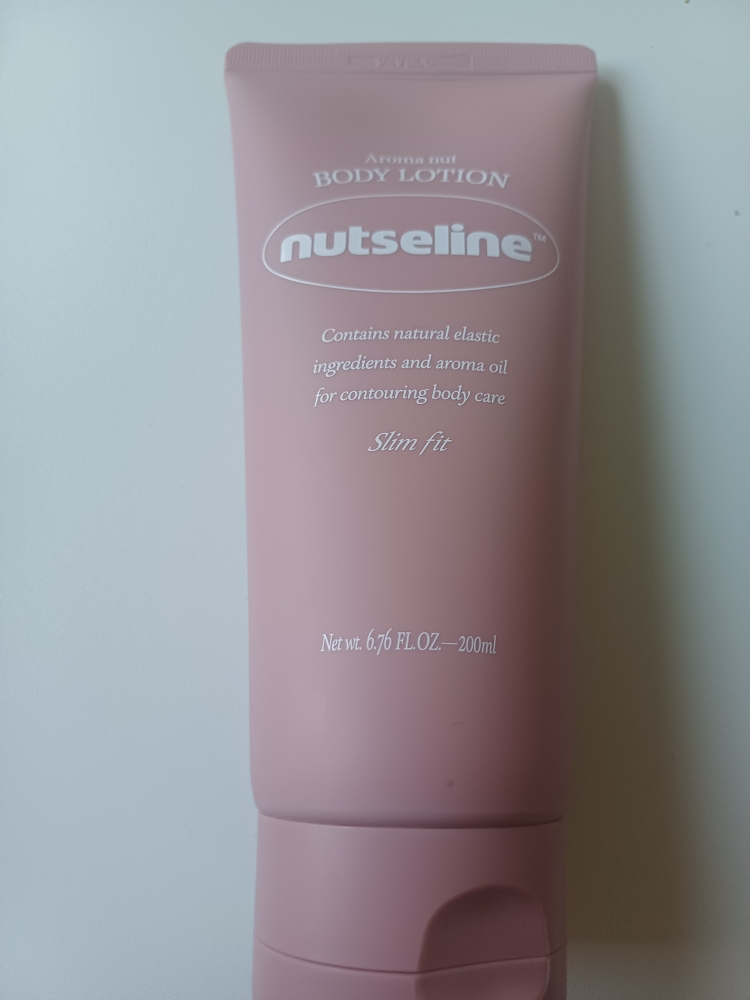 Aroma nut
BODY LOTION
nutseline™
Contains natural elastic
ingredients and aroma oil
for contouring body care
Slim fit
Net wt. 6.76 FL.OZ.—200ml